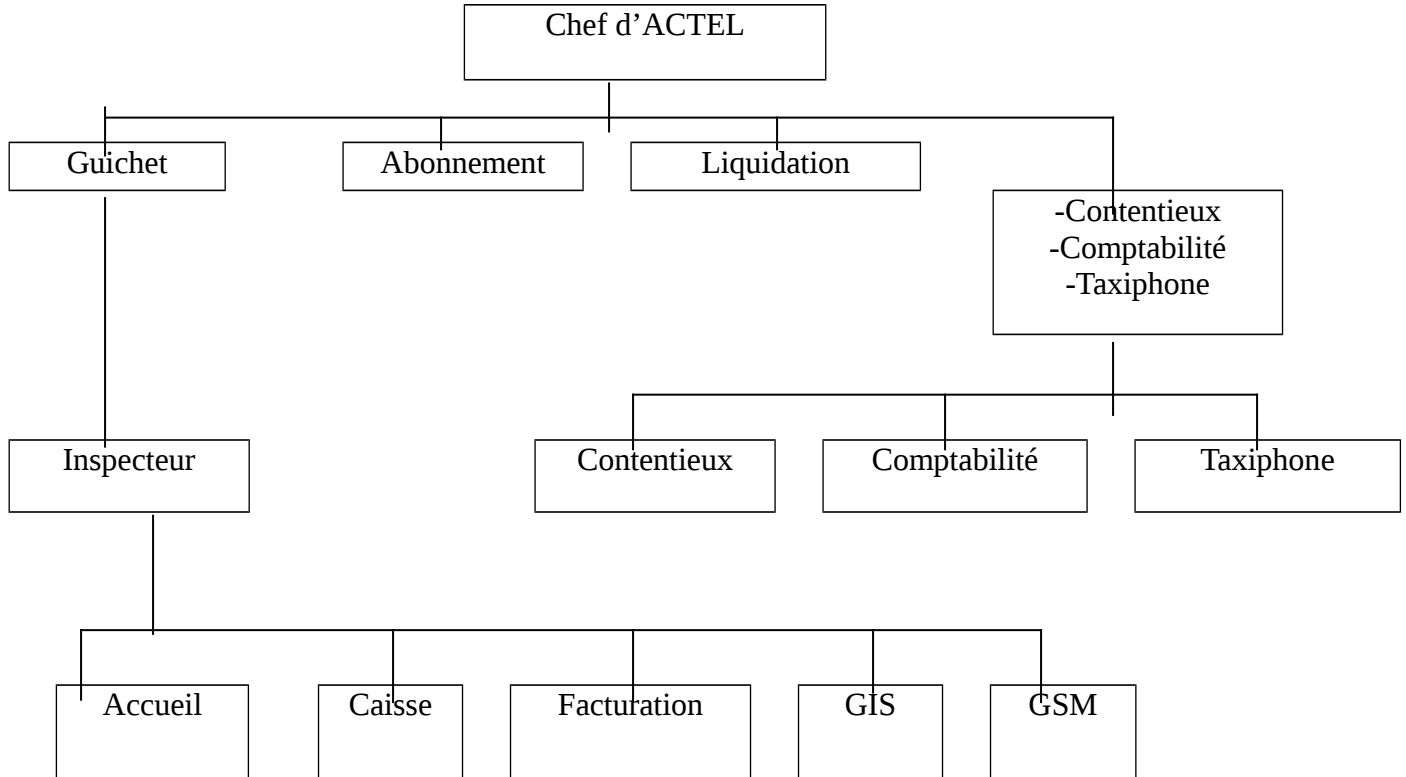 Chef d’ACTEL
Guichet
Abonnement
Liquidation
-Contentieux
-Comptabilité
-Taxiphone
Inspecteur
Contentieux
Comptabilité
Taxiphone
Accueil
Caisse
Facturation
GIS
GSM